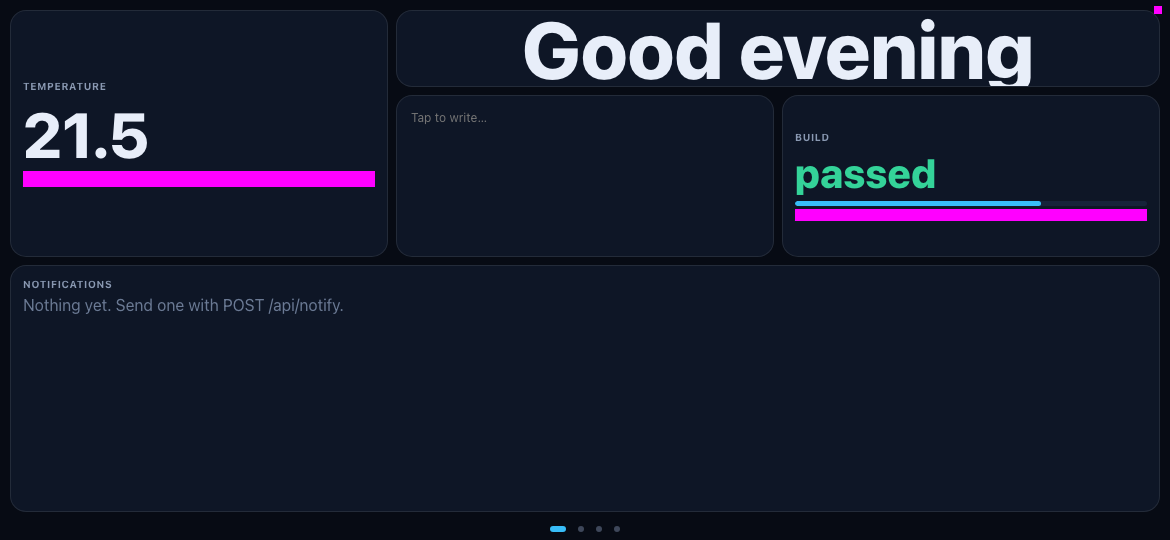 TEMPERATURE
21.5
Good evening
Tap to write...
BUILD
passed
NOTIFICATIONS
Nothing yet. Send one with POST /api/notify.